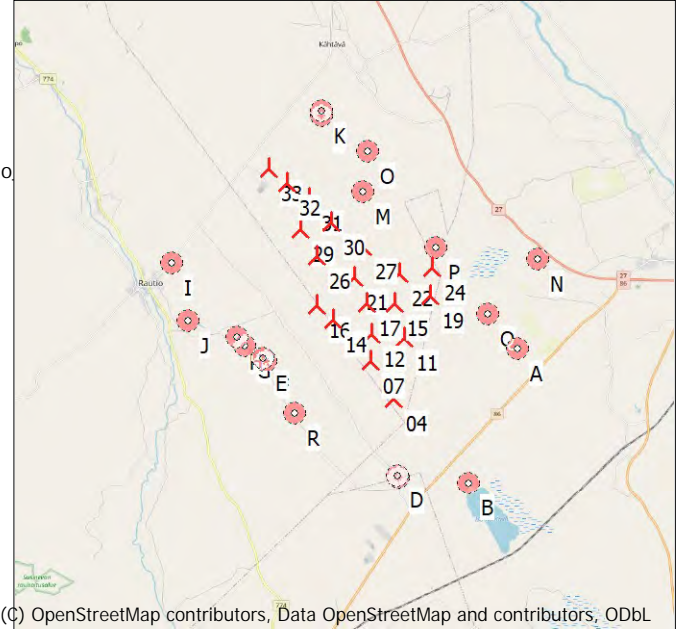 Kähtävä
774
K
O
O
33
32
M
31
27
29
30
P
N
I
Rautio
26
27
24
27
86
21
22
16
17
15
19
J
14
Q
12
11
A
E
07
86
04
R
D
B
774
(C) OpenStreetMap contributors, Data OpenStreetMap and contributors, ODbL